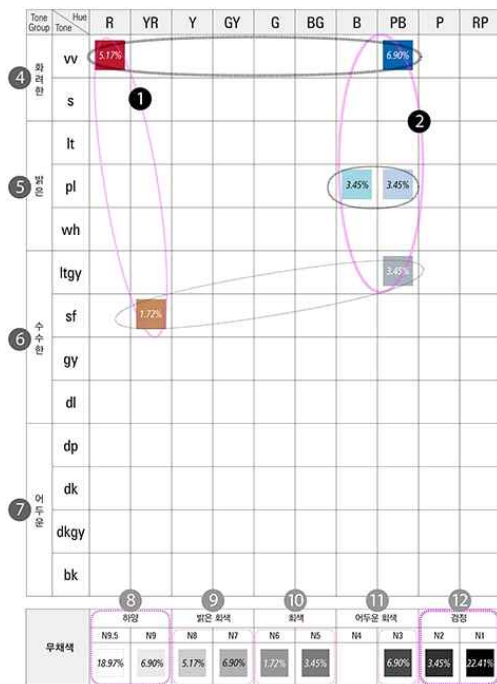 Tone Group Hue Tone R YR Y GY G BG B PB P RP
4 화려한 vv 5.17% 6.90%
s 1 2
lt
5 밝은 pl 3.45% 3.45%
wh
ltgy 3.45%
6 수수한 sf 1.72%
gy
dl
dp
7 어두운 dk
dkgy
bk
8 9 10 11 12
무채색 하양 밝은 회색 회색 어두운 회색 검정
N9.5 N9 N8 N7 N6 N5 N4 N3 N2 N1
18.97% 6.90% 5.17% 6.90% 1.72% 3.45% 6.90% 3.45% 22.41%